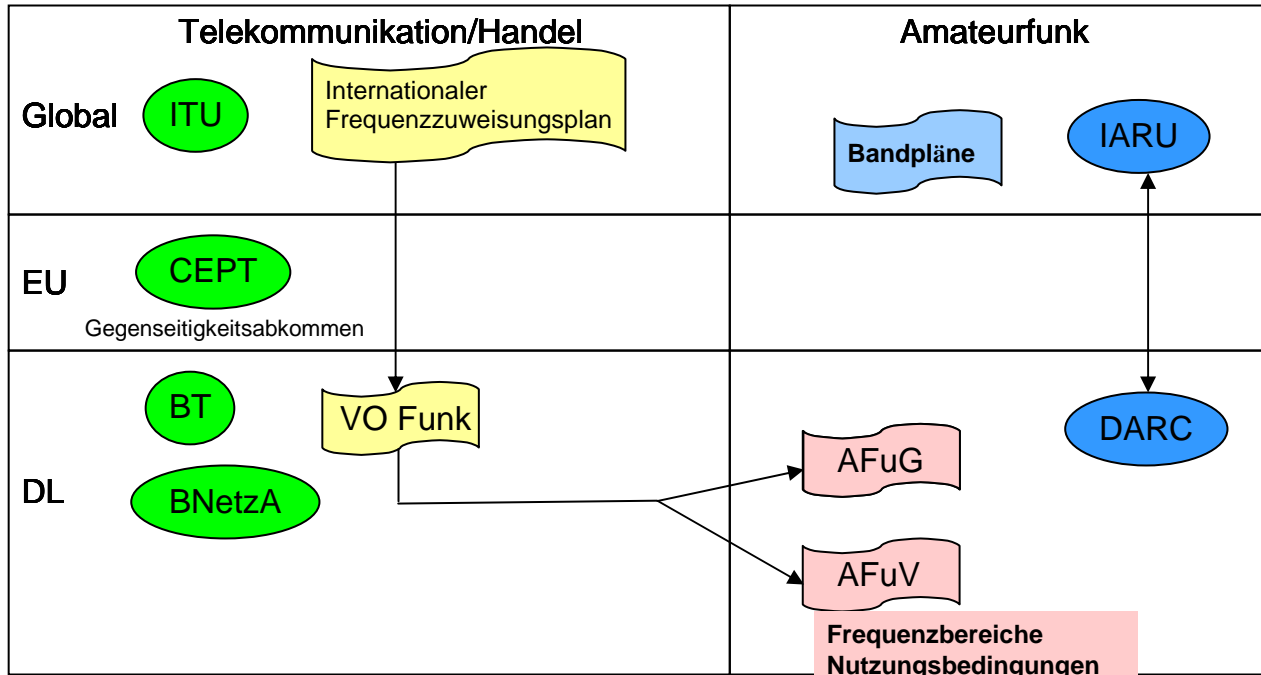 Telekommunikation/Handel
Amateurfunk
Global
ITU
Internationaler
Frequenzzuweisungsplan
Bandpläne
IARU
EU
CEPT
Gegenseitigkeitsabkommen
DL
BT
VO Funk
BNetzA
AFuG
DARC
AFuV
Frequenzbereiche
Nutzungsbedingungen